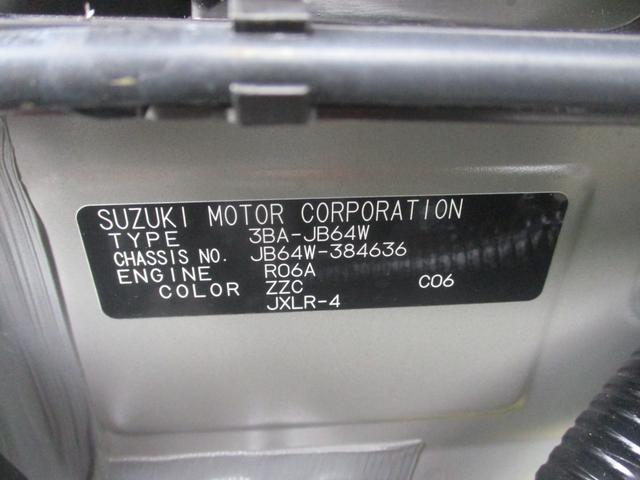 SUZUKI MOTOR CORPORATION
TYPE 3BA-JB64W
CHASSIS NO. JB64W-384636
ENGINE R06A C06
COLOR ZZC
JXLR-4